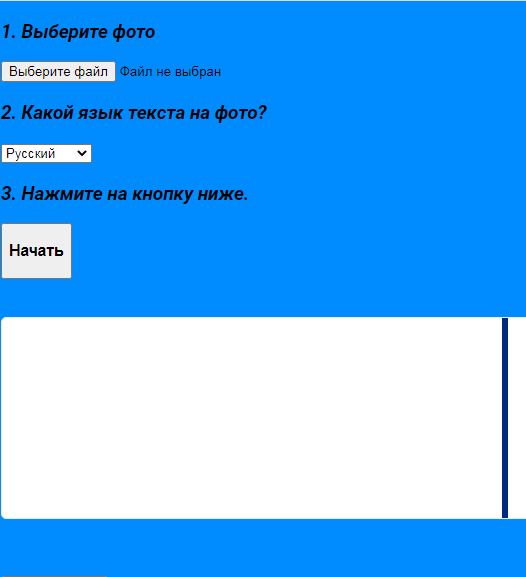 1. Выберите фото
Выберите файл Файл не выбран
2. Какой язык текста на фото?
Русский
3. Нажмите на кнопку ниже.
Начать